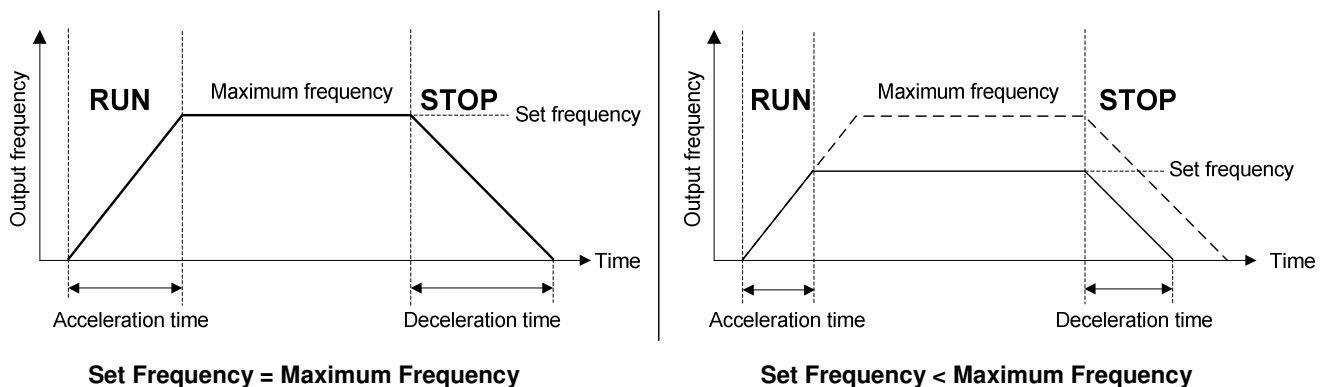 Output frequency
RUN
Maximum frequency
STOP
Set frequency
Time
Acceleration time
Deceleration time
Set Frequency = Maximum Frequency
Output frequency
RUN
Maximum frequency
STOP
Set frequency
Time
Acceleration time
Deceleration time
Set Frequency < Maximum Frequency